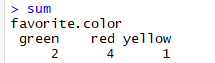 > sum
favorite.color
green red yellow
2 4 1